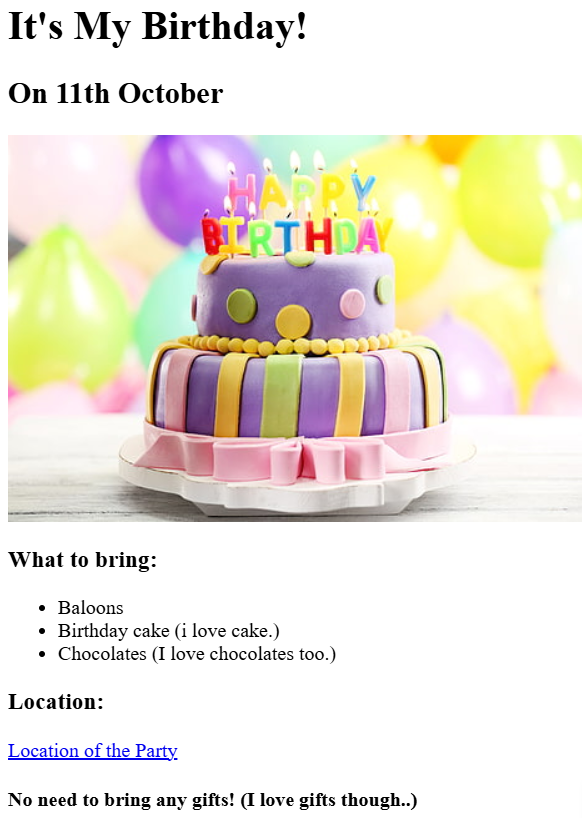 It's My Birthday!
On 11th October
HAPPY
BIRTHDAY
What to bring:
Baloons
Birthday cake (i love cake.)
Chocolates (I love chocolates too.)
Location:
Location of the Party
No need to bring any gifts! (I love gifts though..)